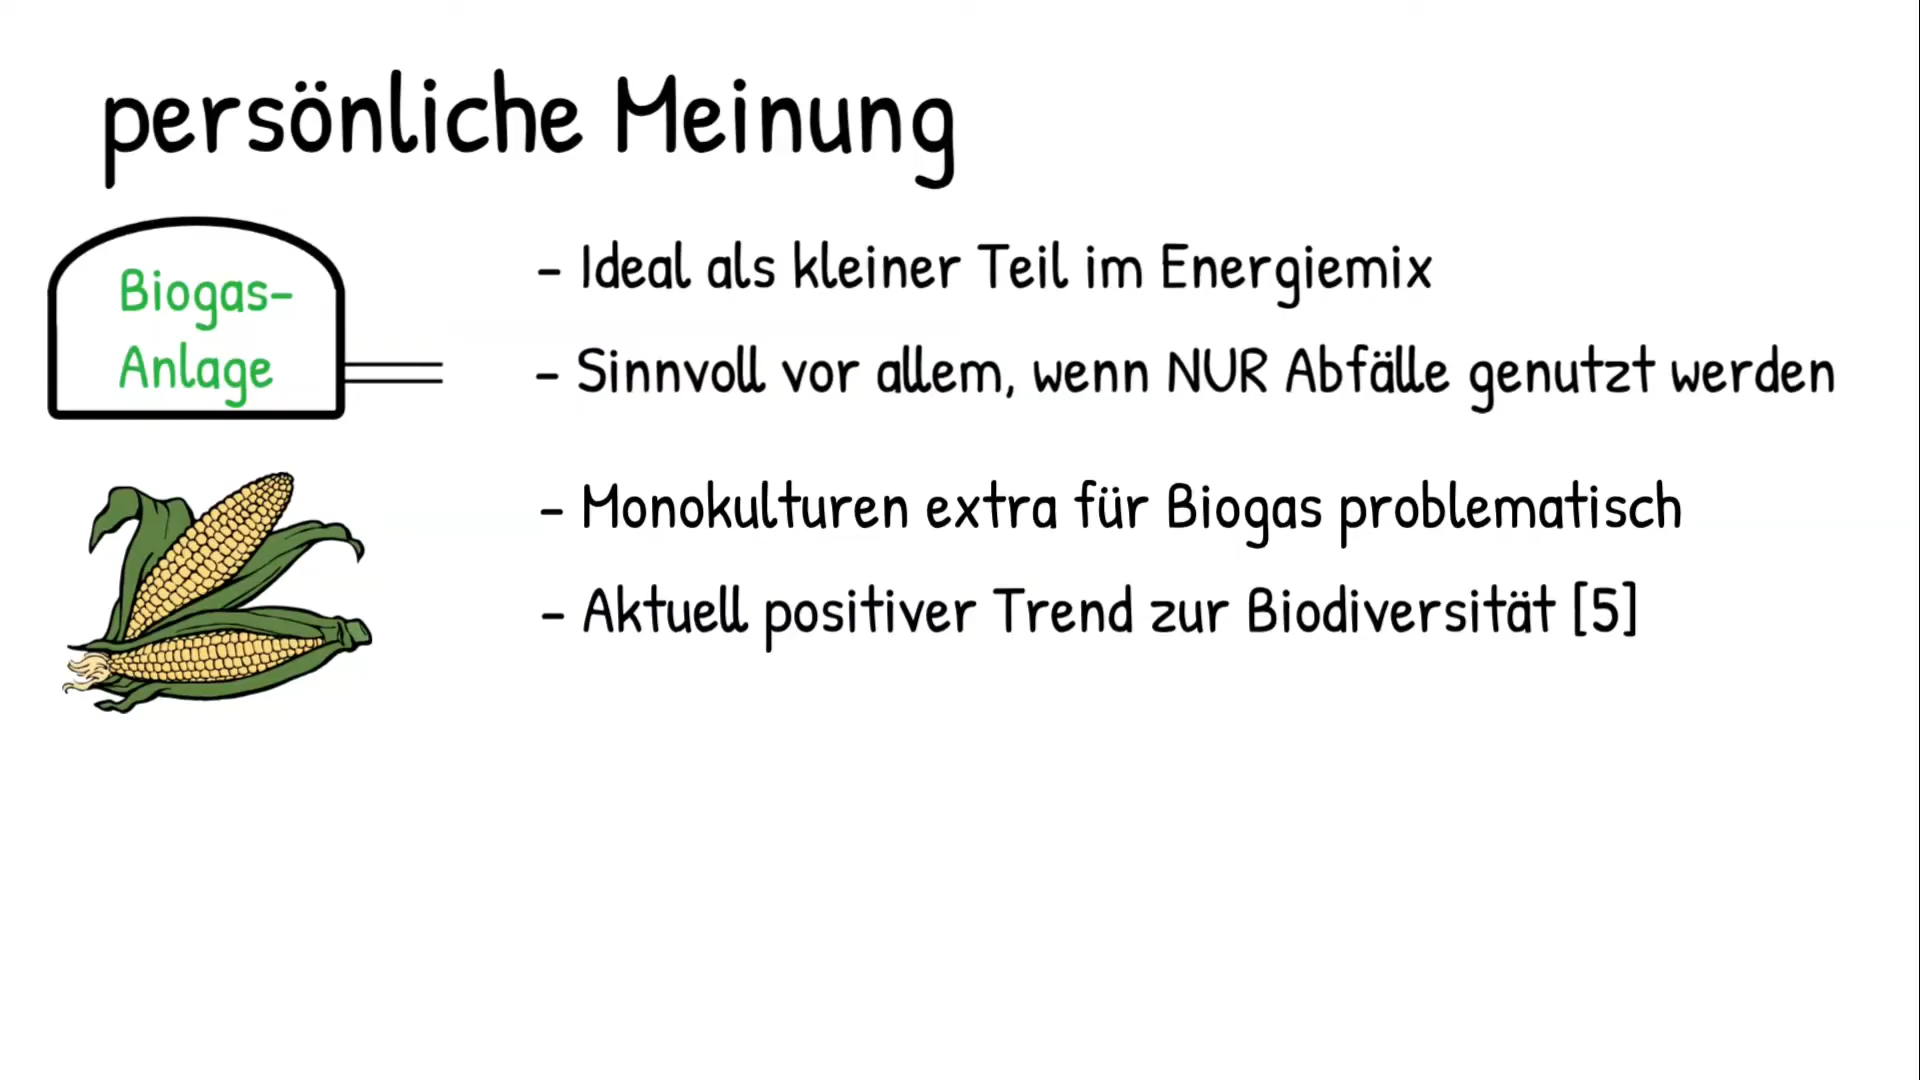 persönliche Meinung
Biogas-
Anlage
- Ideal als kleiner Teil im Energiemix
- Sinnvoll vor allem, wenn NUR Abfälle genutzt werden
- Monokulturen extra für Biogas problematisch
- Aktuell positiver Trend zur Biodiversität [5]